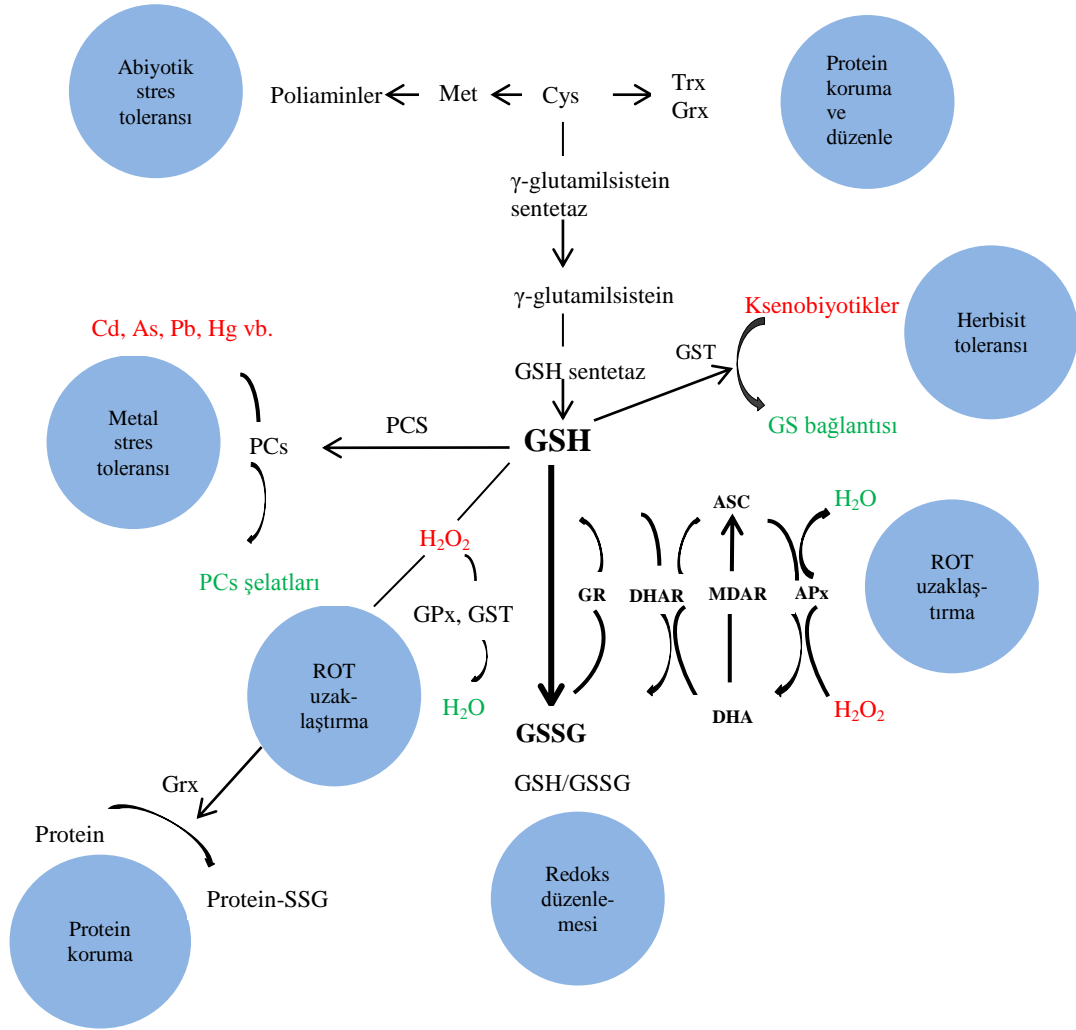 Abiyotik
stres
toleransı
Poliaminler
Met
Cys
Trx
Grx
Protein
koruma
ve
düzenle
γ-glutamilsistein
sentetaz
γ-glutamilsistein
GSH sentetaz
Ksenobiyotikler
GST
GS bağlantısı
Herbisit
toleransı
Cd, As, Pb, Hg vb.
Metal
stres
toleransı
PCs
PCS
GSH
PCs şelatları
H₂O₂
GPx, GST
H₂O
ROT
uzak-
laştırma
GR
DHAR
ASC
MDAR
DHA
APx
H₂O
H₂O₂
ROT
uzaklaş-
tırma
GSSG
GSH/GSSG
Redoks
düzenle-
mesi
Grx
Protein
Protein-SSG
Protein
koruma